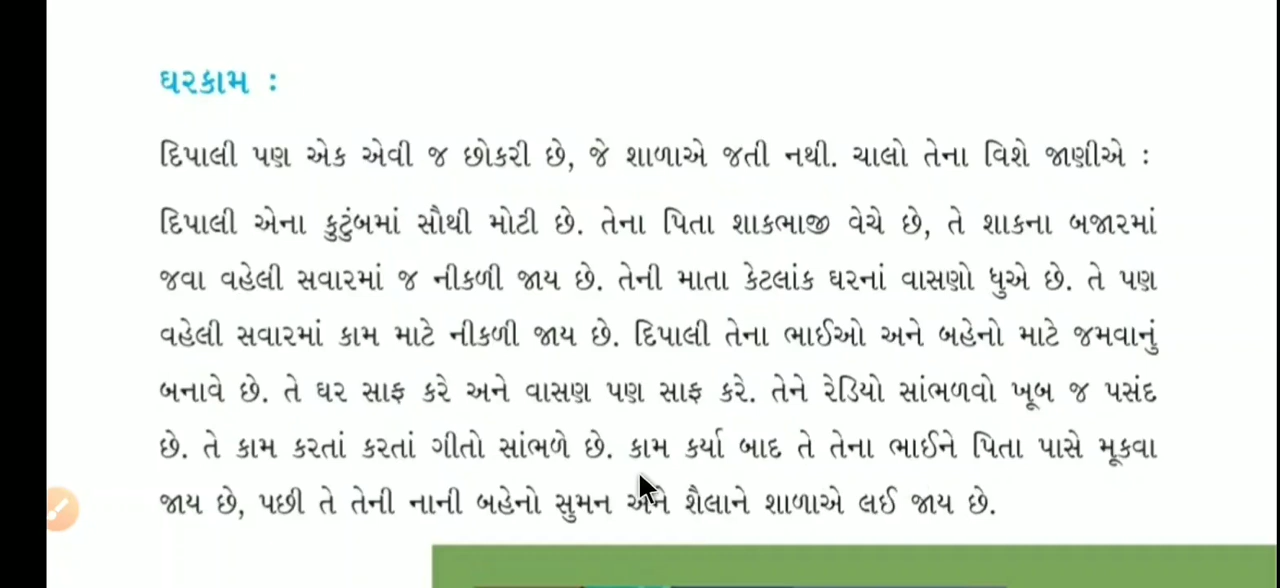 ઘરકામ :
દિપાલી પણ એક એવી જ છોકરી છે, જે શાળાએ જતી નથી. ચાલો તેના વિશે જાણીએ :
દિપાલી એના કુટુંબમાં સૌથી મોટી છે. તેના પિતા શાકભાજી વેચે છે, તે શાકના બજારમાં
જવા વહેલી સવારમાં જ નીકળી જાય છે. તેની માતા કેટલાંક ઘરનાં વાસણો ધુએ છે. તે પણ
વહેલી સવારમાં કામ માટે નીકળી જાય છે. દિપાલી તેના ભાઈઓ અને બહેનો માટે જમવાનું
બનાવે છે. તે ઘર સાફ કરે અને વાસણ પણ સાફ કરે. તેને રેડિયો સાંભળવો ખૂબ જ પસંદ
છે. તે કામ કરતાં કરતાં ગીતો સાંભળે છે. કામ કર્યા બાદ તે તેના ભાઈને પિતા પાસે મૂકવા
જાય છે, પછી તે તેની નાની બહેનો સુમન અને શૈલાને શાળાએ લઈ જાય છે.